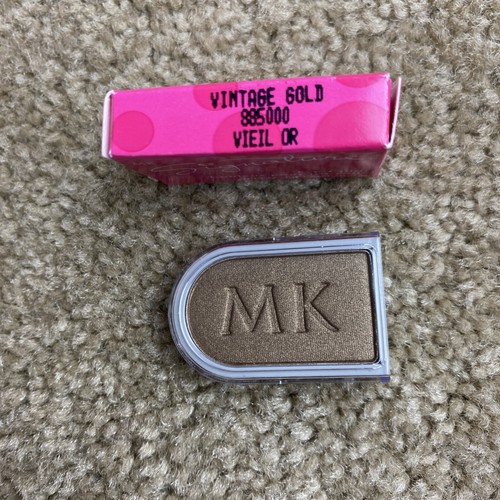 VINTAGE GOLD
885000
VIEIL OR
MK